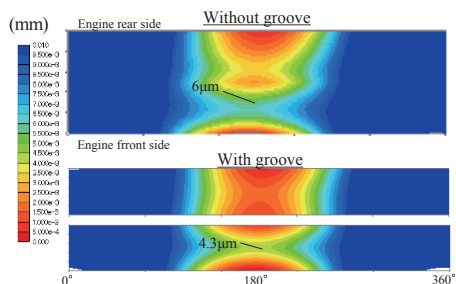 Without groove
(mm)
Engine rear side
0.010
9.500e-3
9.000e-3
8.500e-3
8.000e-3
7.500e-3
7.000e-3
6.500e-3
6.000e-3
5.500e-3
5.000e-3
4.500e-3
4.000e-3
3.500e-3
3.000e-3
2.500e-3
2.000e-3
1.500e-3
1.000e-3
5.000e-4
0.000
6μm
Engine front side
With groove
4.3μm
0°
180°
360°